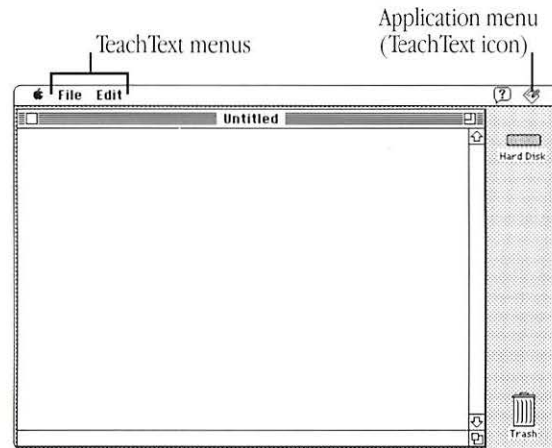 Application menu
TeachText menus
(TeachText icon)
File Edit
?
Untitled
Hard Disk
Trash